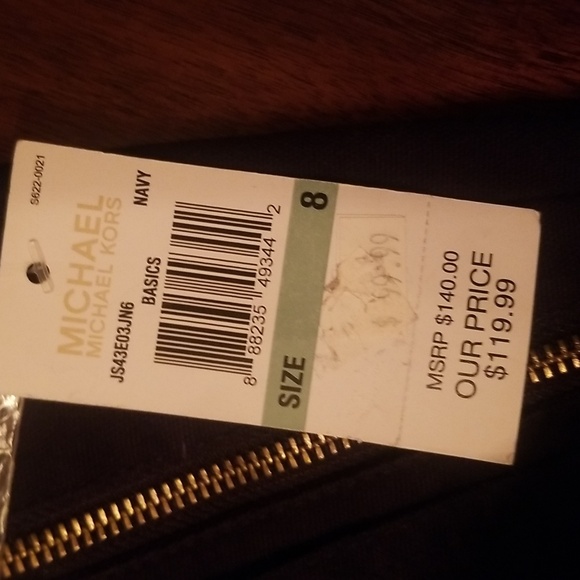 S622-0021
MICHAEL
MICHAEL KORS
JS43E03JN6
NAVY
BASICS
8 88235 49344 2
SIZE 8
MSRP $140.00
OUR PRICE
$119.99